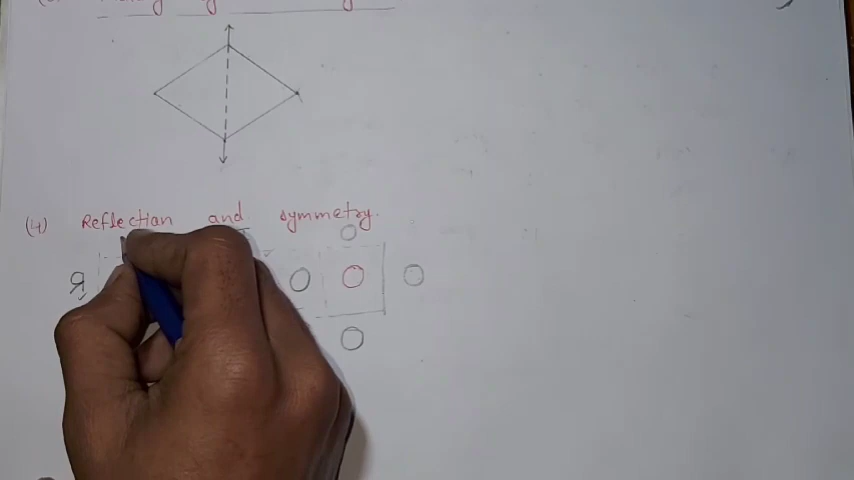 (4) Reflection and symmetry.
O
Я O O O
O